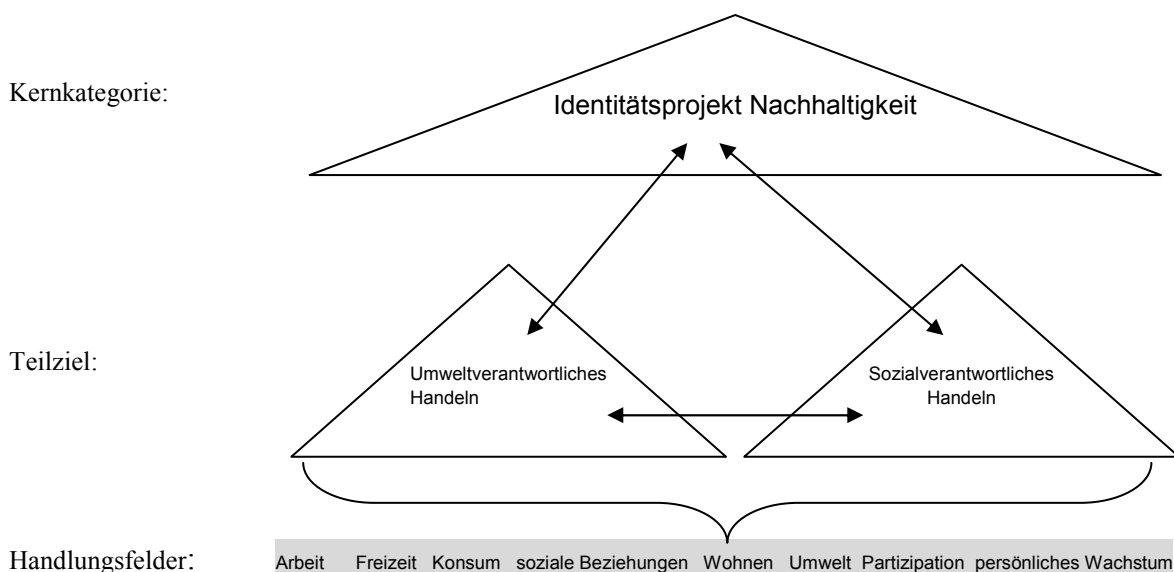 Kernkategorie:
Identitätsprojekt Nachhaltigkeit
Teilziel:
Umweltverantwortliches
Handeln
Sozialverantwortliches
Handeln
Handlungsfelder:
Arbeit Freizeit Konsum soziale Beziehungen Wohnen Umwelt Partizipation persönliches Wachstum